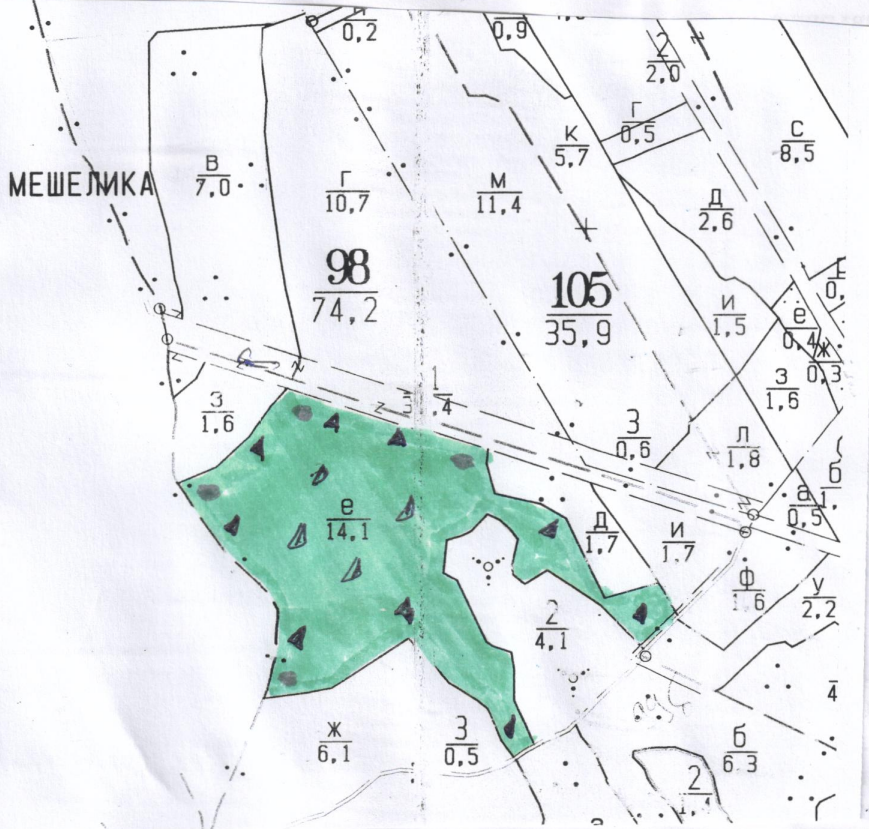 0,2
0,9
2
2,0
Г
0,5
К
5,7
С
8,5
В
7,0
МЕШЕЛМКА
Г
10,7
М
11,4
Д
2,6
98
74,2
105
35,9
И
1,5
е
0,4
Ж
0,3
З
1,6
З
1,6
1
,4
З
0,6
Л
1,8
б
1,
а
0,5
е
14,1
Д
1,7
И
1,7
ф
1,6
у
2,2
2
4,1
4
Ж
6,1
З
0,5
б
6,3
2